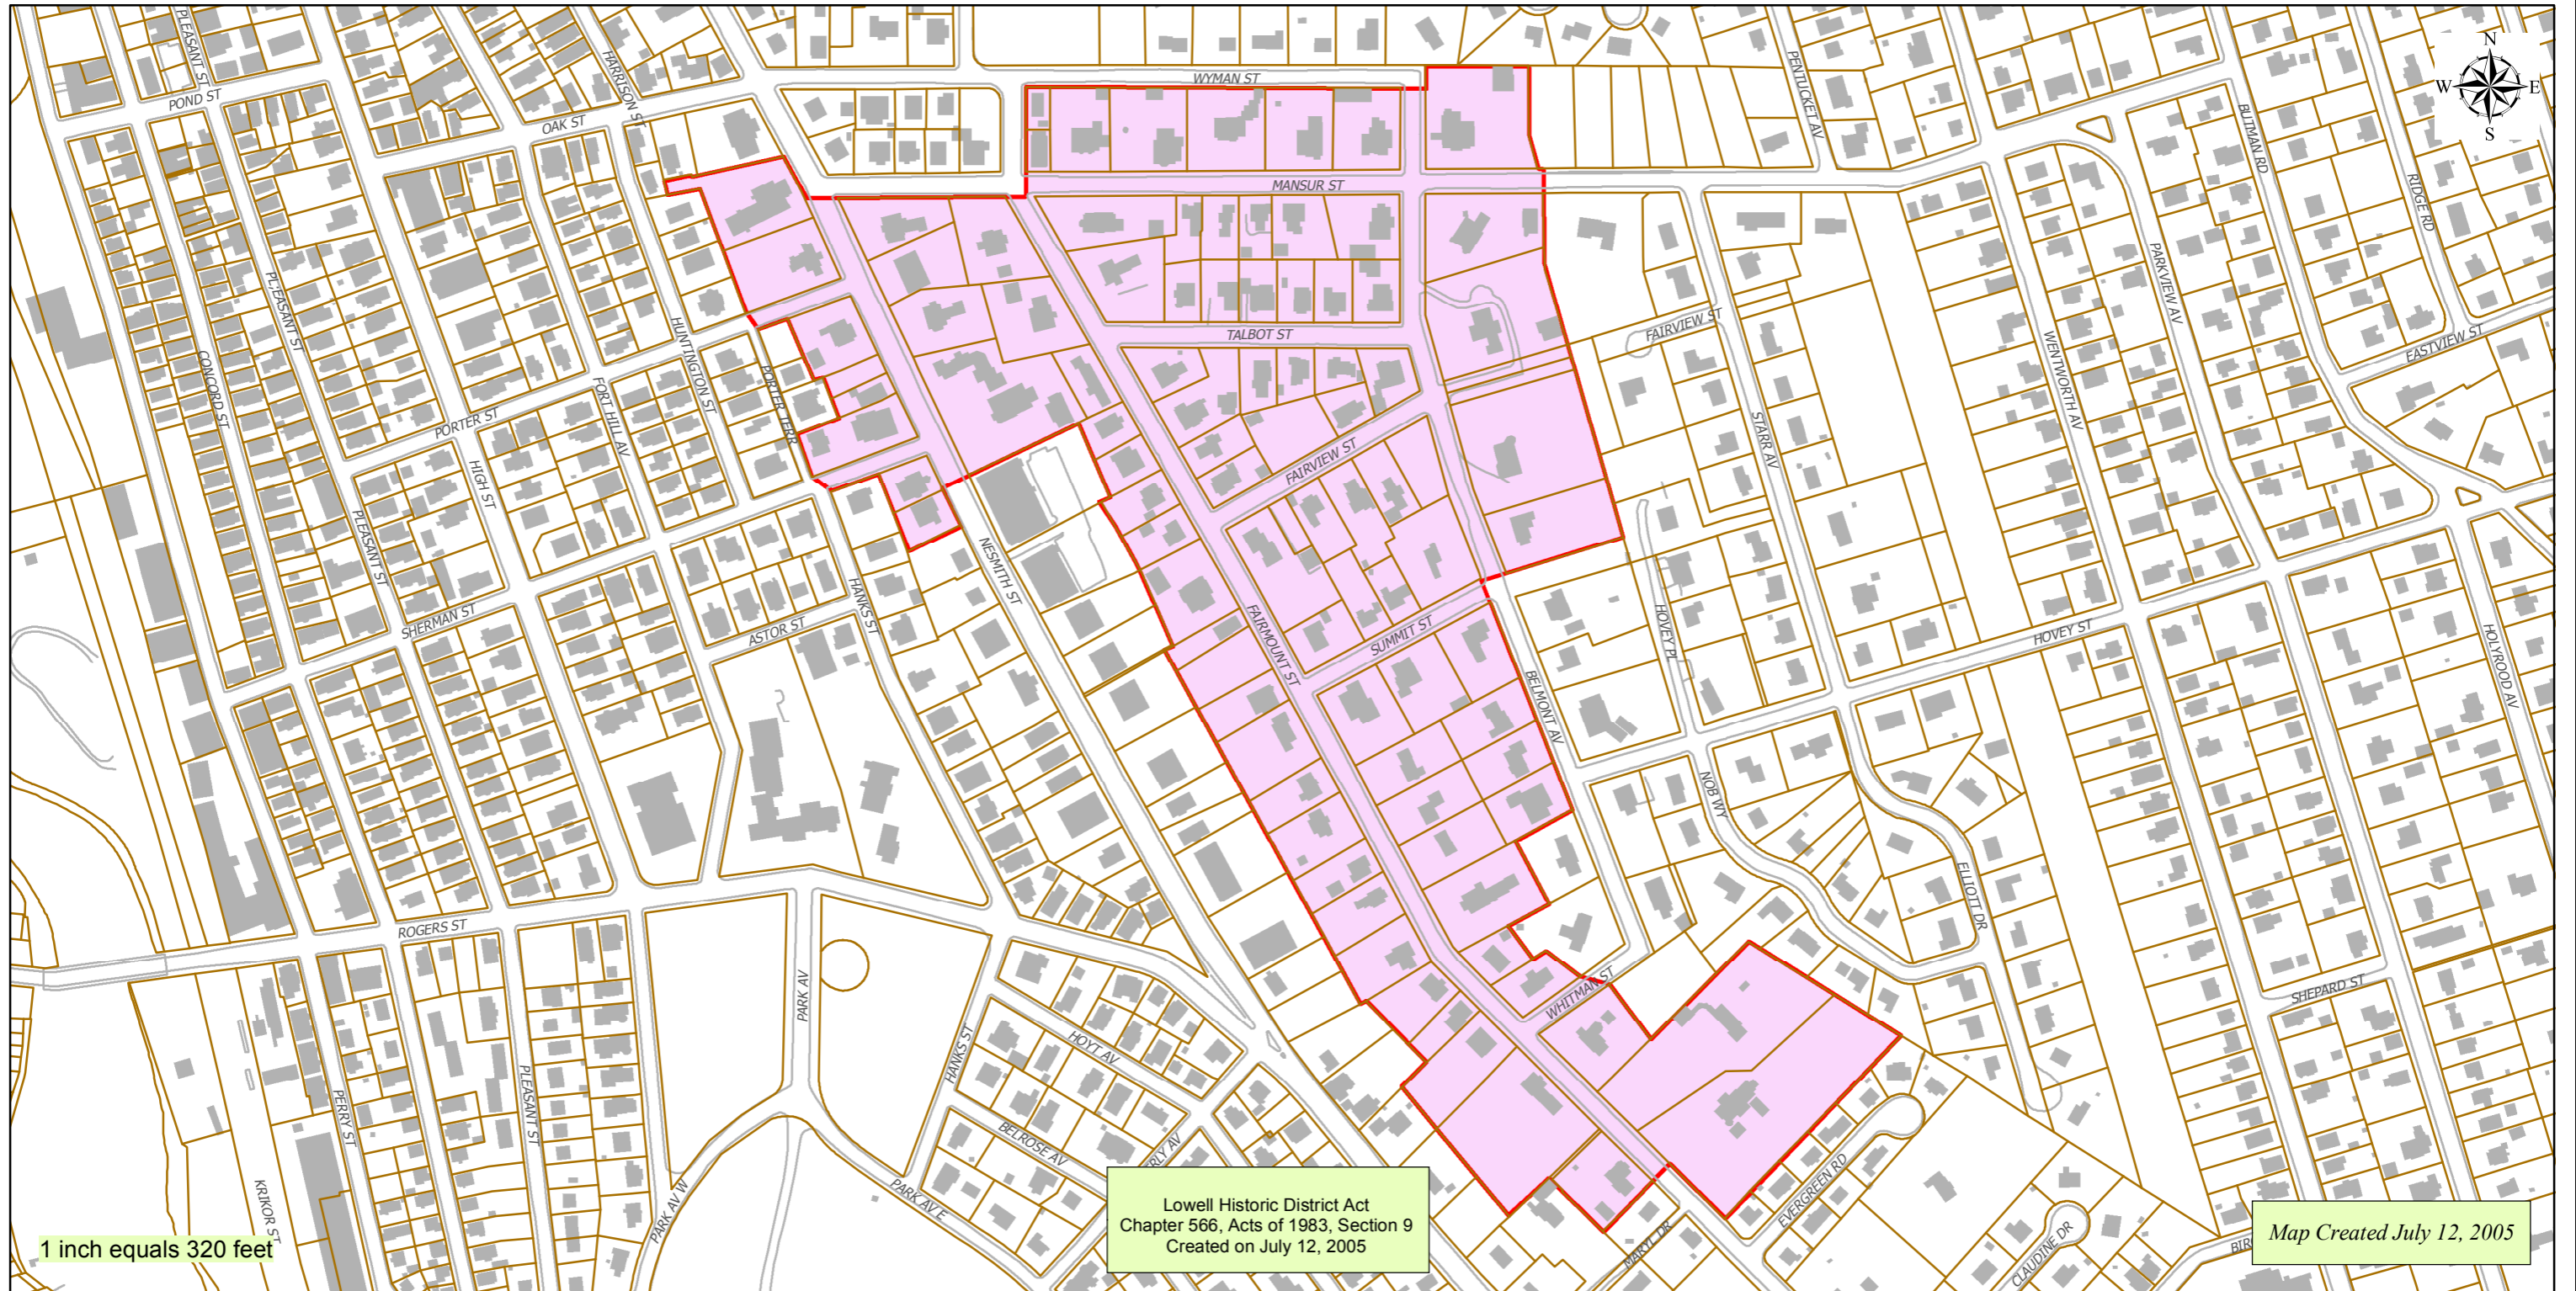 PLEASANT ST
POND ST
HARRISON ST
OAK ST
WYMAN ST
MANSUR ST
PENTUCKET AV
BUTMAN RD
RIDGE RD
N
W
E
S
PL;EASANT ST
CONCORD ST
HUNTINGTON ST
PORTER TERR
FORT HILL AV
PORTER ST
HIGH ST
TALBOT ST
FAIRVIEW ST
FAIRVIEW ST
STARR AV
WENTWORTH AV
PARKVIEW AV
EASTVIEW ST
PLEASANT ST
SHERMAN ST
ASTOR ST
HANKS ST
NESMITH ST
FAIRMOUNT ST
SUMMIT ST
BELMONT AV
HOVEY PL
HOVEY ST
HOLYROOD AV
NOB WY
ELLIOTT DR
ROGERS ST
PARK AV
HANKS ST
HOYT AV
WHITMAN ST
SHEPARD ST
PERRY ST
PLEASANT ST
BELROSE AV
RLY AV
PARK AV W
PARK AV E
KRIKOR ST
EVERGREEN RD
MARYL DR
CLAUDINE DR
BIR
1 inch equals 320 feet
Lowell Historic District Act
Chapter 566, Acts of 1983, Section 9
Created on July 12, 2005
Map Created July 12, 2005